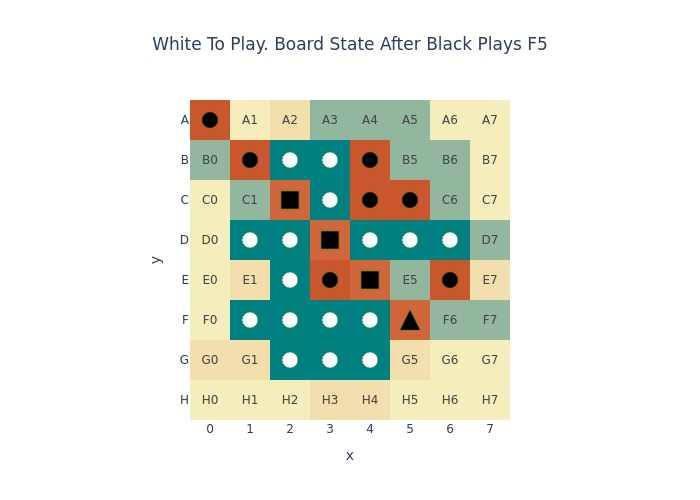 White To Play. Board State After Black Plays F5
A A1 A2 A3 A4 A5 A6 A7
B B0 B5 B6 B7
C C0 C1 C6 C7
D D0 D7
E E0 E1 E5 E7
F F0 F6 F7
G G0 G1 G5 G6 G7
H H0 H1 H2 H3 H4 H5 H6 H7
0 1 2 3 4 5 6 7
x
y